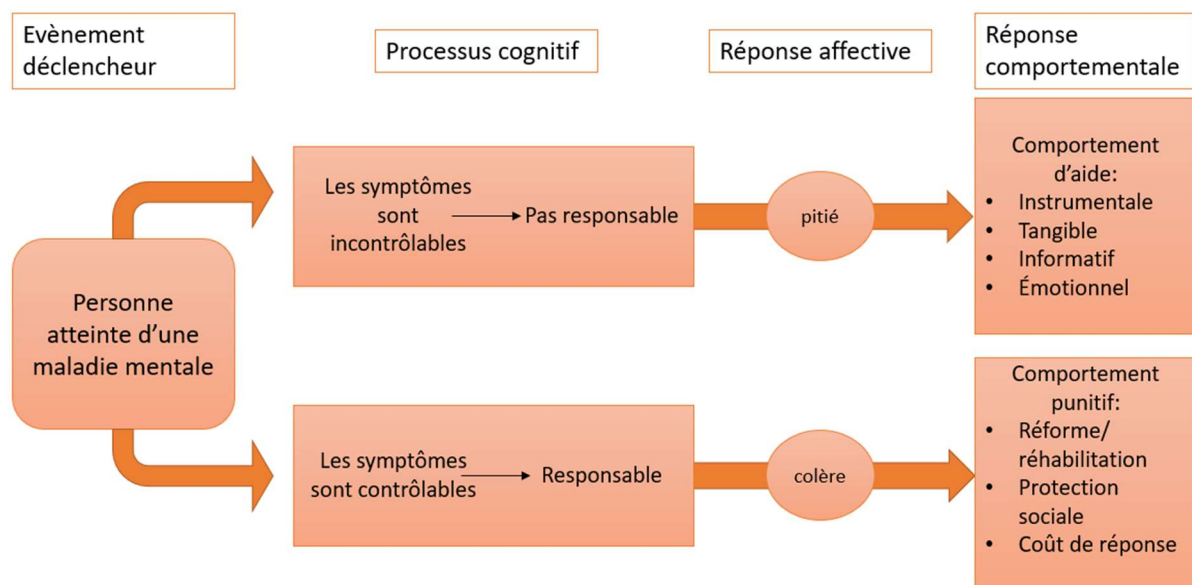 Evènement
déclencheur
Processus cognitif
Réponse affective
Réponse
comportementale
Personne
atteinte d’une
maladie mentale
Les symptômes
sont
incontrôlables
Pas responsable
pitié
Comportement
d’aide:
• Instrumentale
• Tangible
• Informatif
• Émotionnel
Les symptômes
sont contrôlables
Responsable
colère
Comportement
punitif:
• Réforme/
réhabilitation
• Protection
sociale
• Coût de réponse